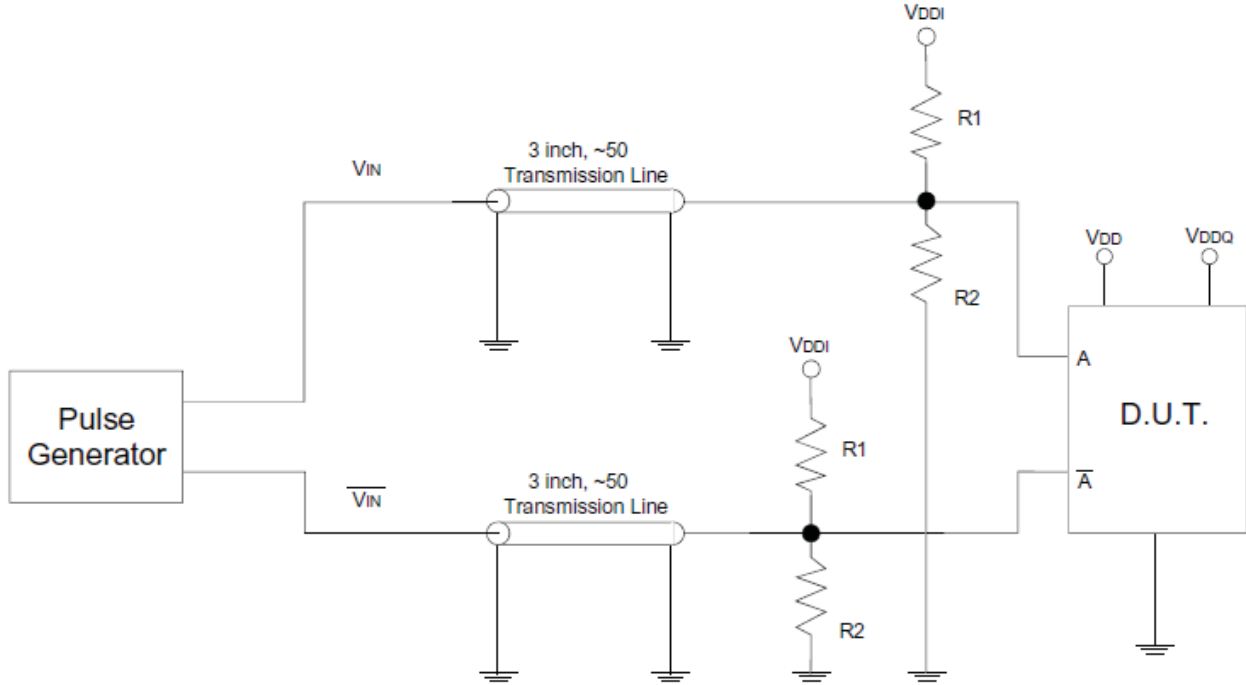 VDDI
R1
3 inch, ~50
Transmission Line
VIN
R2
VDD
VDDQ
VDDI
A
D.U.T.
Pulse
Generator
R1
3 inch, ~50
Transmission Line
V̅I̅N̅
A̅
R2